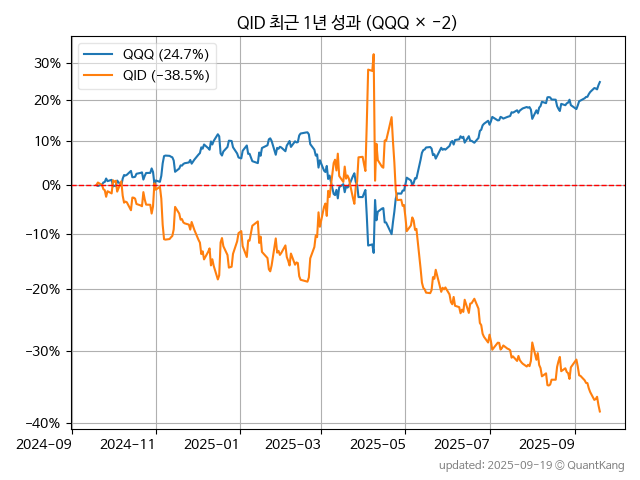 QID 최근 1년 성과 (QQQ × −2)
QQQ (24.7%)
QID (−38.5%)
30%
20%
10%
0%
−10%
−20%
−30%
−40%
2024-09 2024-11 2025-01 2025-03 2025-05 2025-07 2025-09
updated: 2025-09-19 © QuantKang